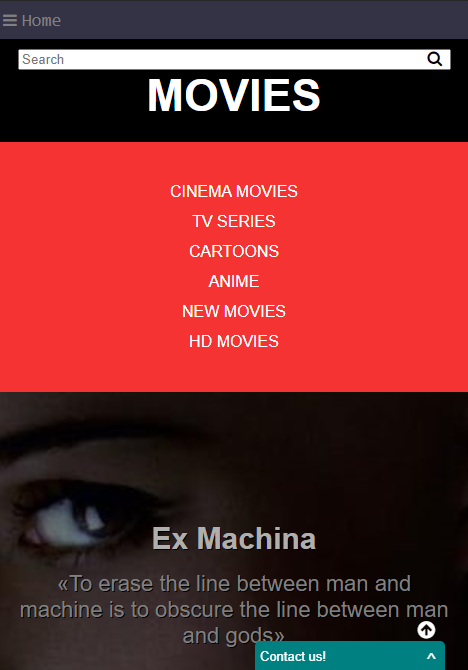 Home
Search
MOVIES
CINEMA MOVIES
TV SERIES
CARTOONS
ANIME
NEW MOVIES
HD MOVIES
Ex Machina
«To erase the line between man and
machine is to obscure the line between man
and gods»
Contact us!